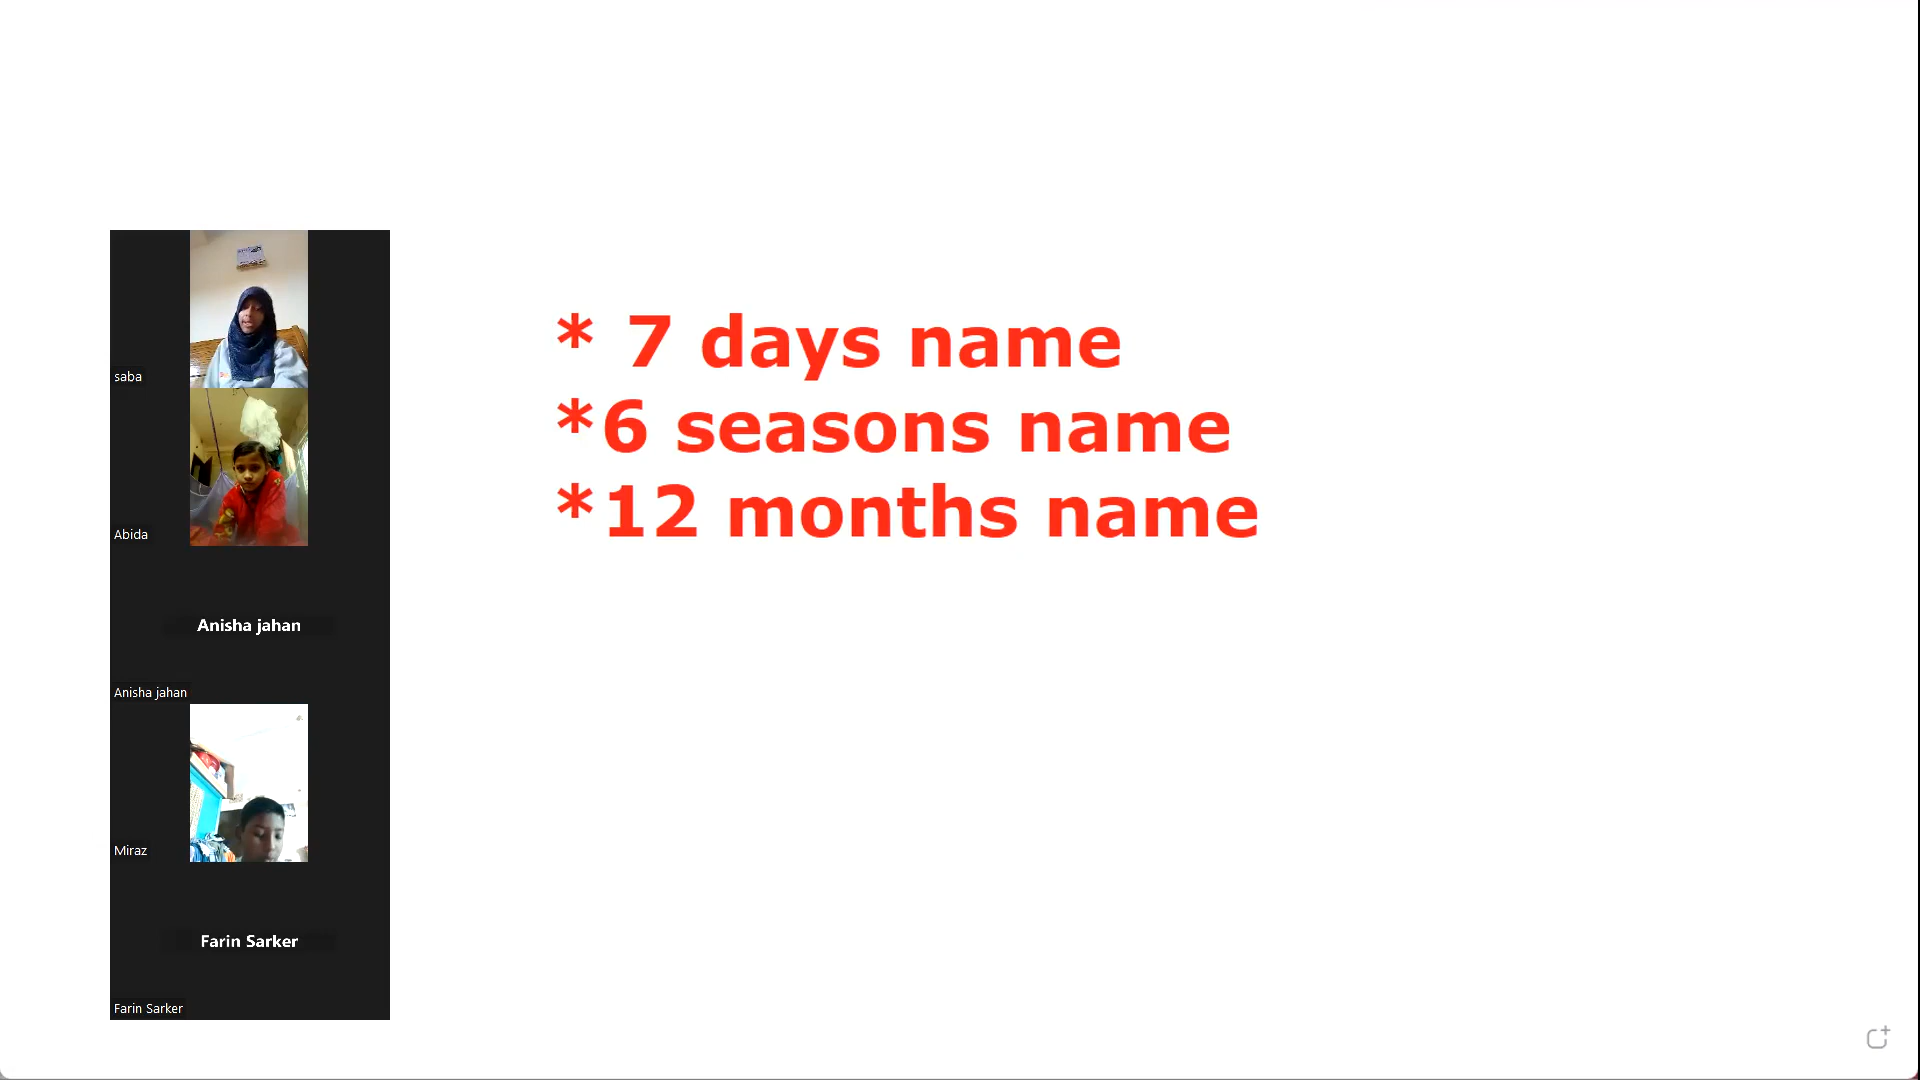 saba
Abida
Anisha jahan
Anisha jahan
Miraz
Farin Sarker
Farin Sarker
* 7 days name
*6 seasons name
*12 months name